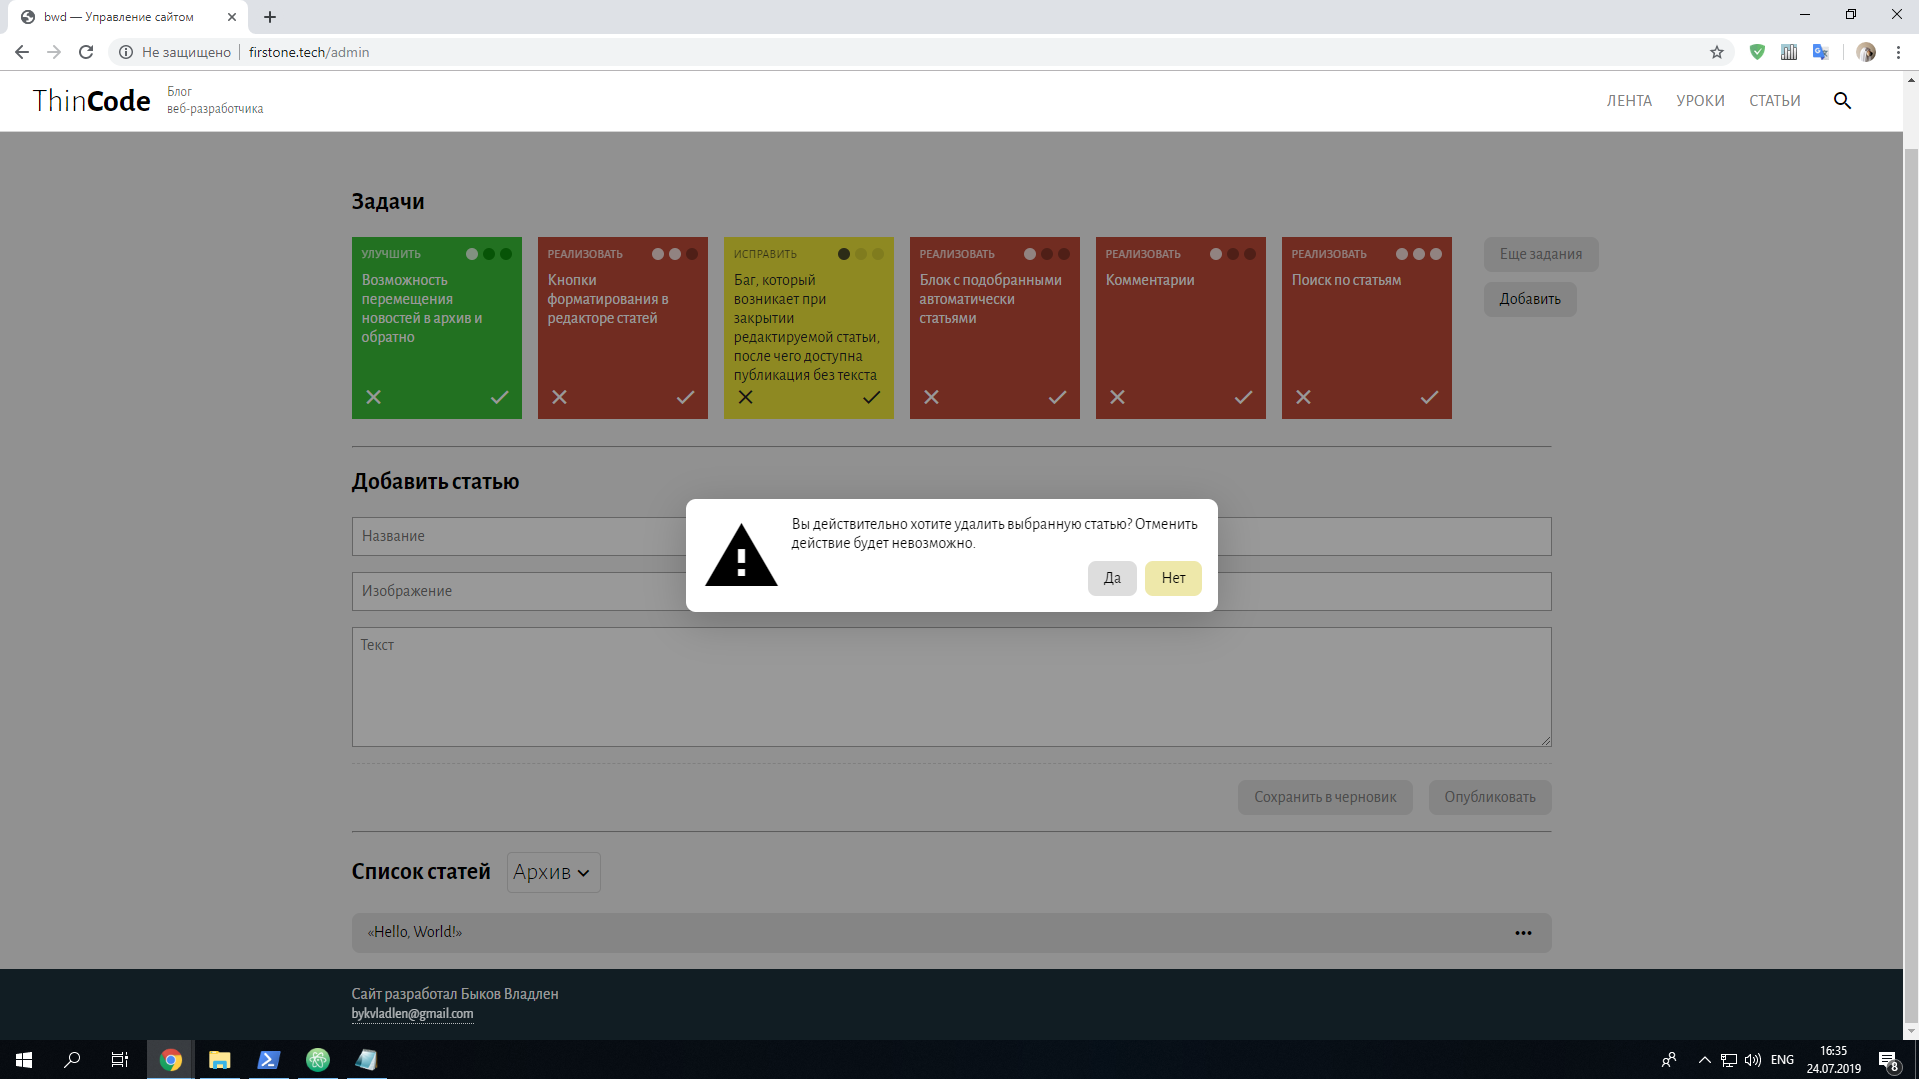 bwd — Управление сайтом
Не защищено
firstone.tech/admin
ThinCode
Блог
веб-разработчика
ЛЕНТА
УРОКИ
СТАТЬИ
Задачи
УЛУЧШИТЬ
Возможность
перемещения
новостей в архив и
обратно
РЕАЛИЗОВАТЬ
Кнопки
форматирования в
редакторе статей
ИСПРАВИТЬ
Баг, который
возникает при
закрытии
редактируемой статьи,
после чего доступна
публикация без текста
РЕАЛИЗОВАТЬ
Блок с подобранными
автоматически
статьями
РЕАЛИЗОВАТЬ
Комментарии
РЕАЛИЗОВАТЬ
Поиск по статьям
Еще задания
Добавить
Добавить статью
Название
Изображение
Текст
Вы действительно хотите удалить выбранную статью? Отменить
действие будет невозможно.
Да
Нет
Сохранить в черновик
Опубликовать
Список статей
Архив
«Hello, World!»
Сайт разработал Быков Владлен
bykvladlen@gmail.com
ENG
16:35
24.07.2019
8